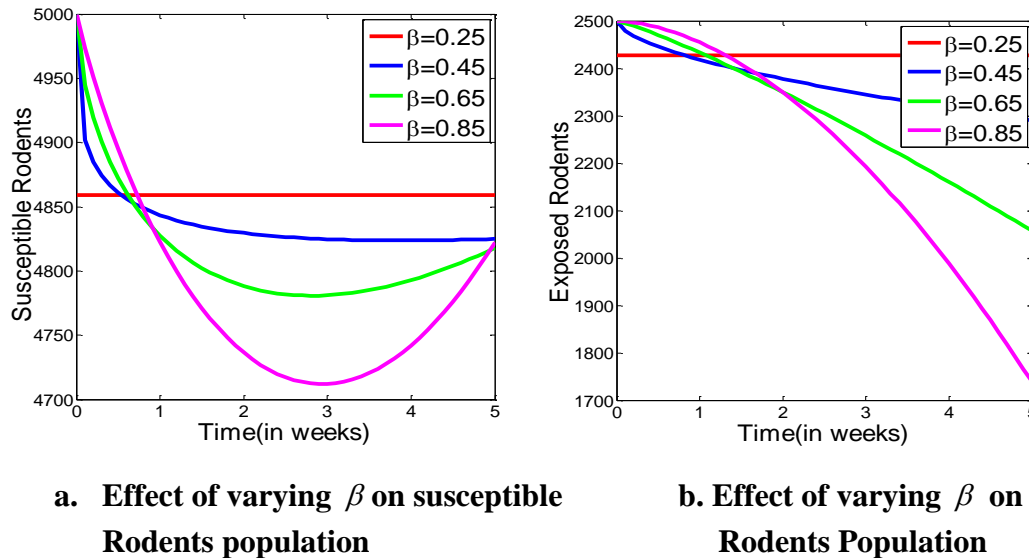 5000
4950
4900
4850
4800
4750
4700
Susceptible Rodents
0 1 2 3 4 5
Time(in weeks)
β=0.25
β=0.45
β=0.65
β=0.85
2500
2400
2300
2200
2100
2000
1900
1800
1700
Exposed Rodents
0 1 2 3 4 5
Time(in weeks)
β=0.25
β=0.45
β=0.65
β=0.85
a. Effect of varying β on susceptible
Rodents population
b. Effect of varying β on
Rodents Population